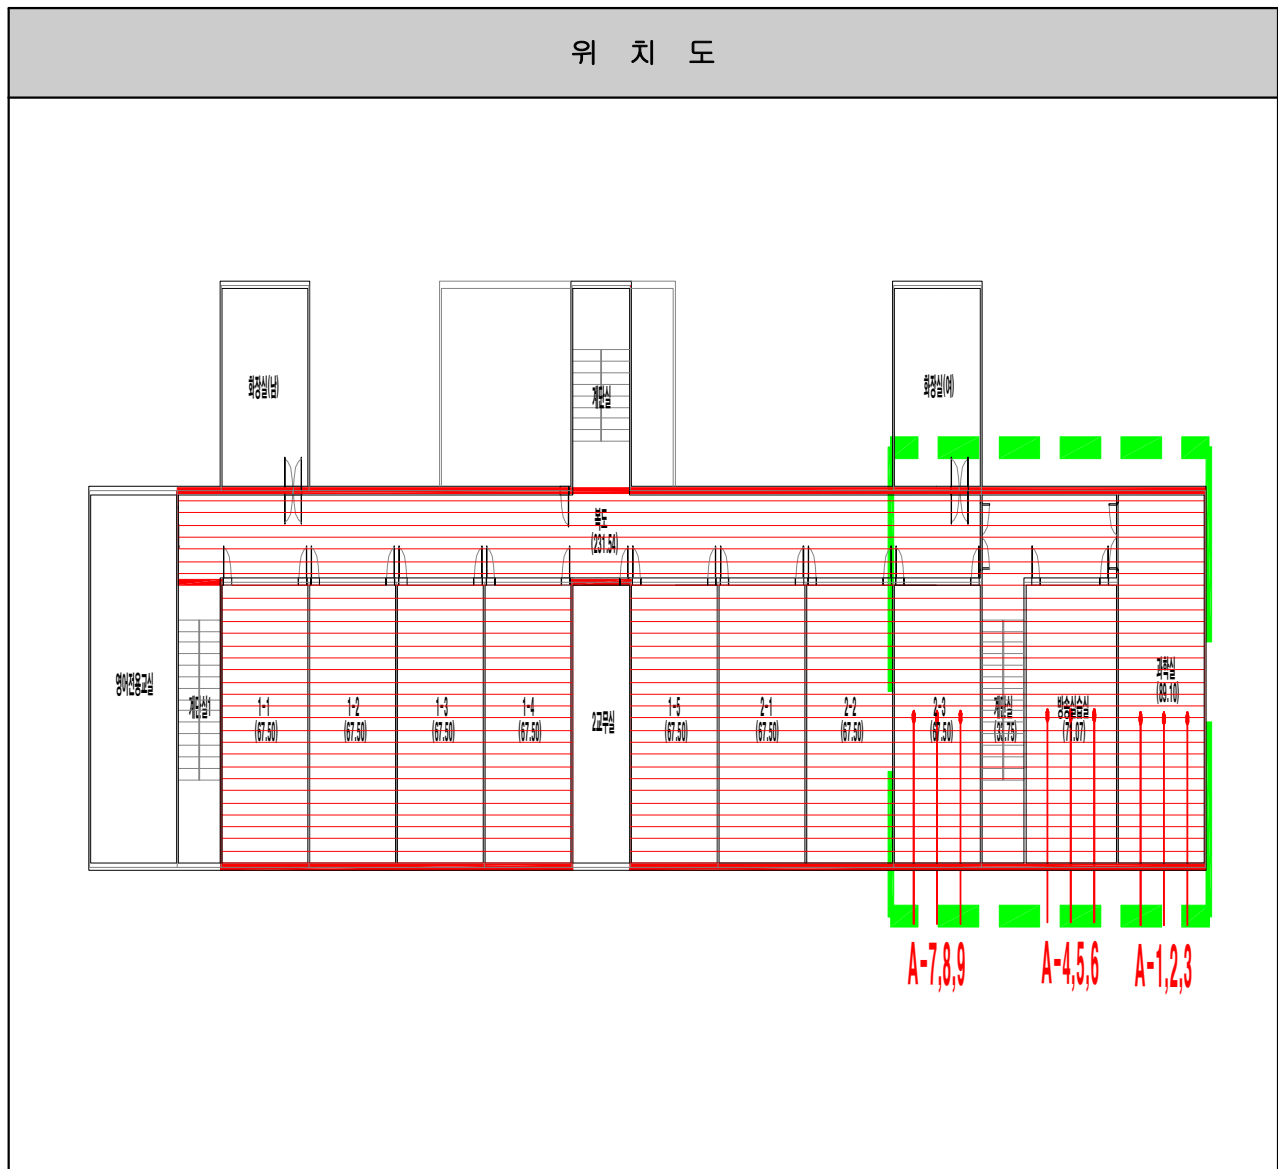 위 치 도
화장실(남)
계단실
화장실(여)
복도
(231.54)
영어전용교실
계단실1
1-1
(67.50)
1-2
(67.50)
1-3
(67.50)
1-4
(67.50)
2교무실
1-5
(67.50)
2-1
(67.50)
2-2
(67.50)
2-3
(67.50)
계단실
(33.75)
방송실습실
과학실
(89.10)
A-7,8,9
A-4,5,6
A-1,2,3